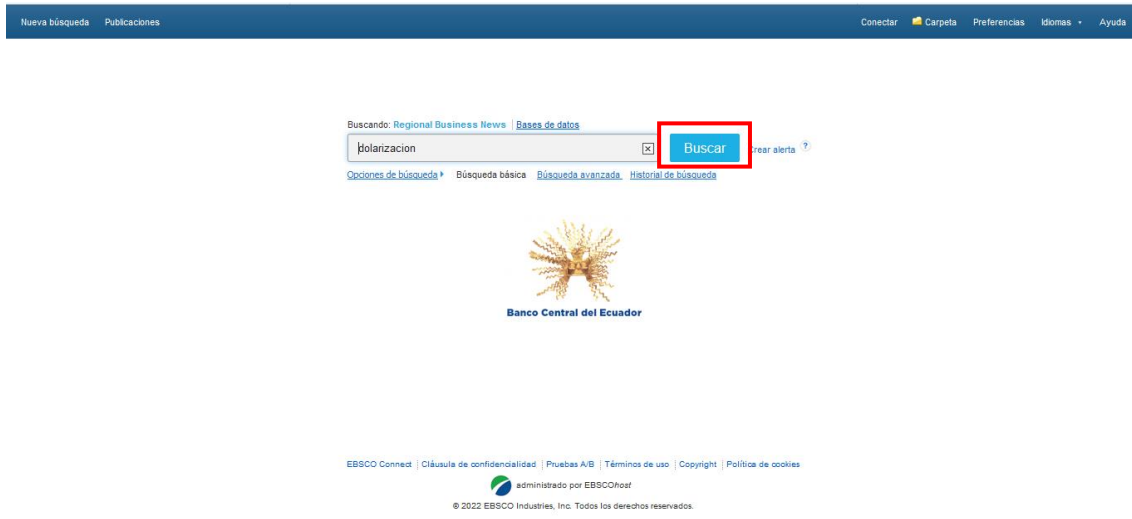 Nueva búsqueda Publicaciones Conectar Carpeta Preferencias Idiomas Ayuda
Buscando: Regional Business News Bases de datos
dolarizacion Buscar Crear alerta ?
Opciones de búsqueda Búsqueda básica Búsqueda avanzada Historial de búsqueda
Banco Central del Ecuador
EBSCO Connect Cláusula de confidencialidad Pruebas A/B Términos de uso Copyright Política de cookies
administrado por EBSCOhost
© 2022 EBSCO Industries, Inc. Todos los derechos reservados.